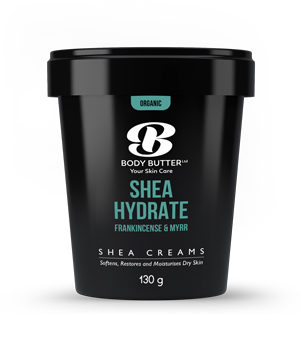 ORGANIC
B
BODY BUTTER Ltd
Your Skin Care
SHEA
HYDRATE
FRANKINCENSE & MYRR
SHEA CREAMS
Softens, Restores and Moisturises Dry Skin
130 g